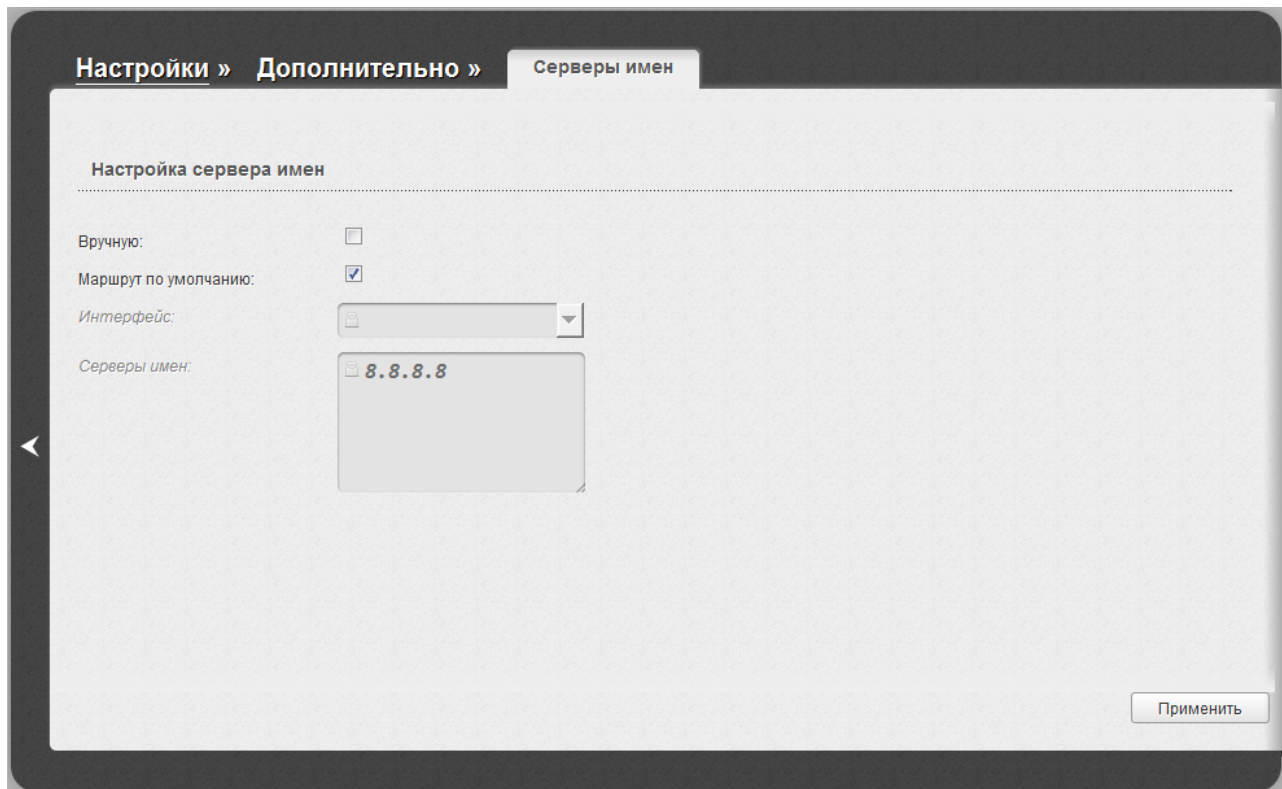 Настройки » Дополнительно » Серверы имен
Настройка сервера имен
Вручную:
Маршрут по умолчанию:
Интерфейс:
Серверы имен:
8.8.8.8
Применить